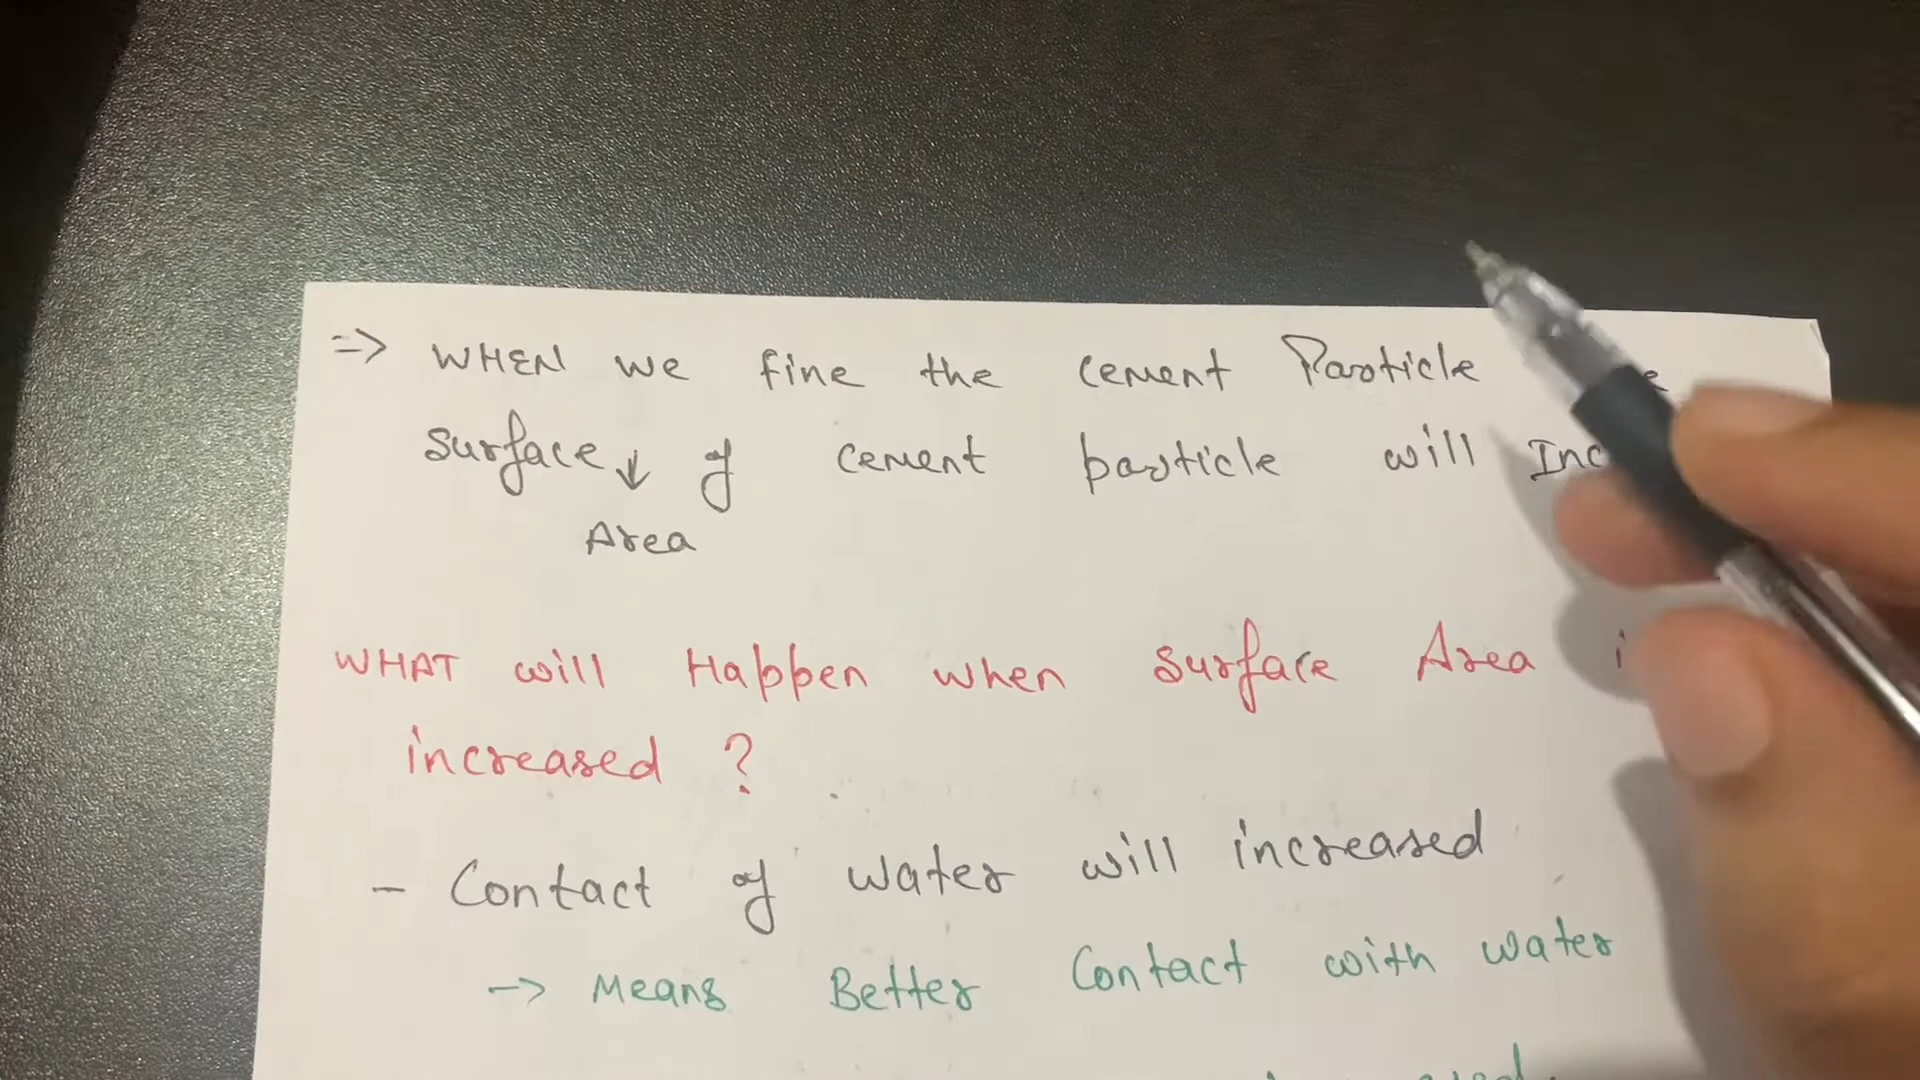 => WHEN we fine the cement Particle
surface ↓ of cement particle will Inc
Area
WHAT will Happen when surface Area
increased ?
- Contact of water will increased
-> Means Better Contact with water